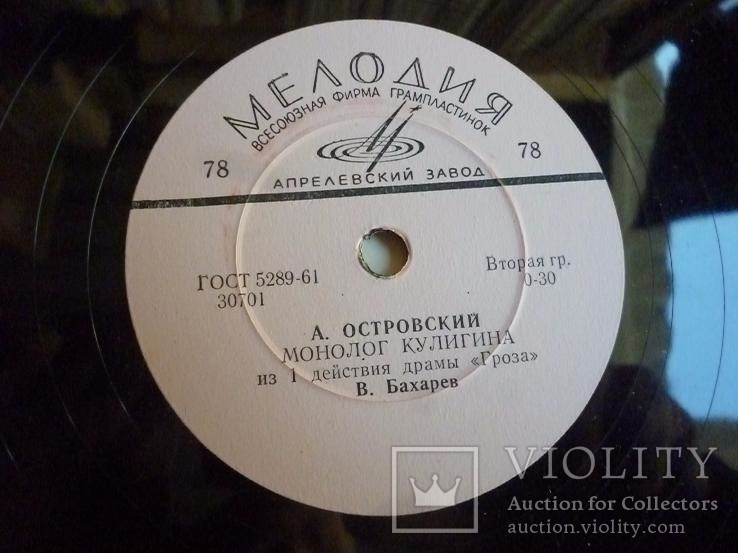 МЕЛОДИЯ
ВСЕСОЮЗНАЯ ФИРМА ГРАМПЛАСТИНОК
78
78
АПРЕЛЕВСКИЙ ЗАВОД
ГОСТ 5289-61
30701
Вторая гр.
0-30
А. ОСТРОВСКИЙ
МОНОЛОГ КУЛИГИНА
из 1 действия драмы «Гроза»
В. Бахарев
VIOLITY
Auction for Collectors
auction.violity.com